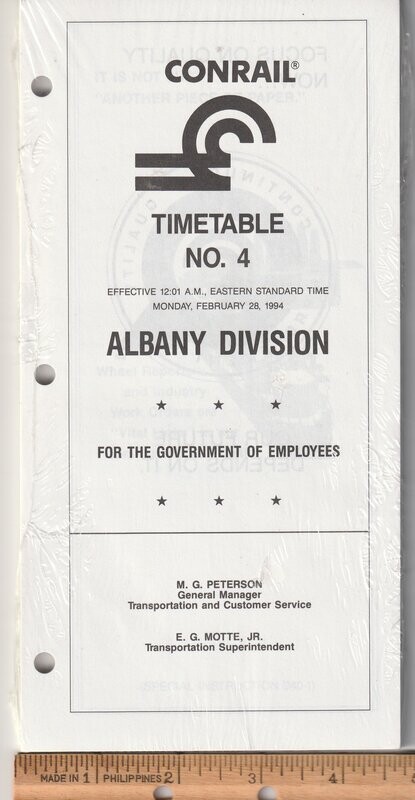 CONRAIL®
TIMETABLE
NO. 4
EFFECTIVE 12:01 A.M., EASTERN STANDARD TIME
MONDAY, FEBRUARY 28, 1994
ALBANY DIVISION
★ ★ ★
FOR THE GOVERNMENT OF EMPLOYEES
★ ★ ★
M. G. PETERSON
General Manager
Transportation and Customer Service
E. G. MOTTE, JR.
Transportation Superintendent
MADE IN 1 PHILIPPINES 2 3 4